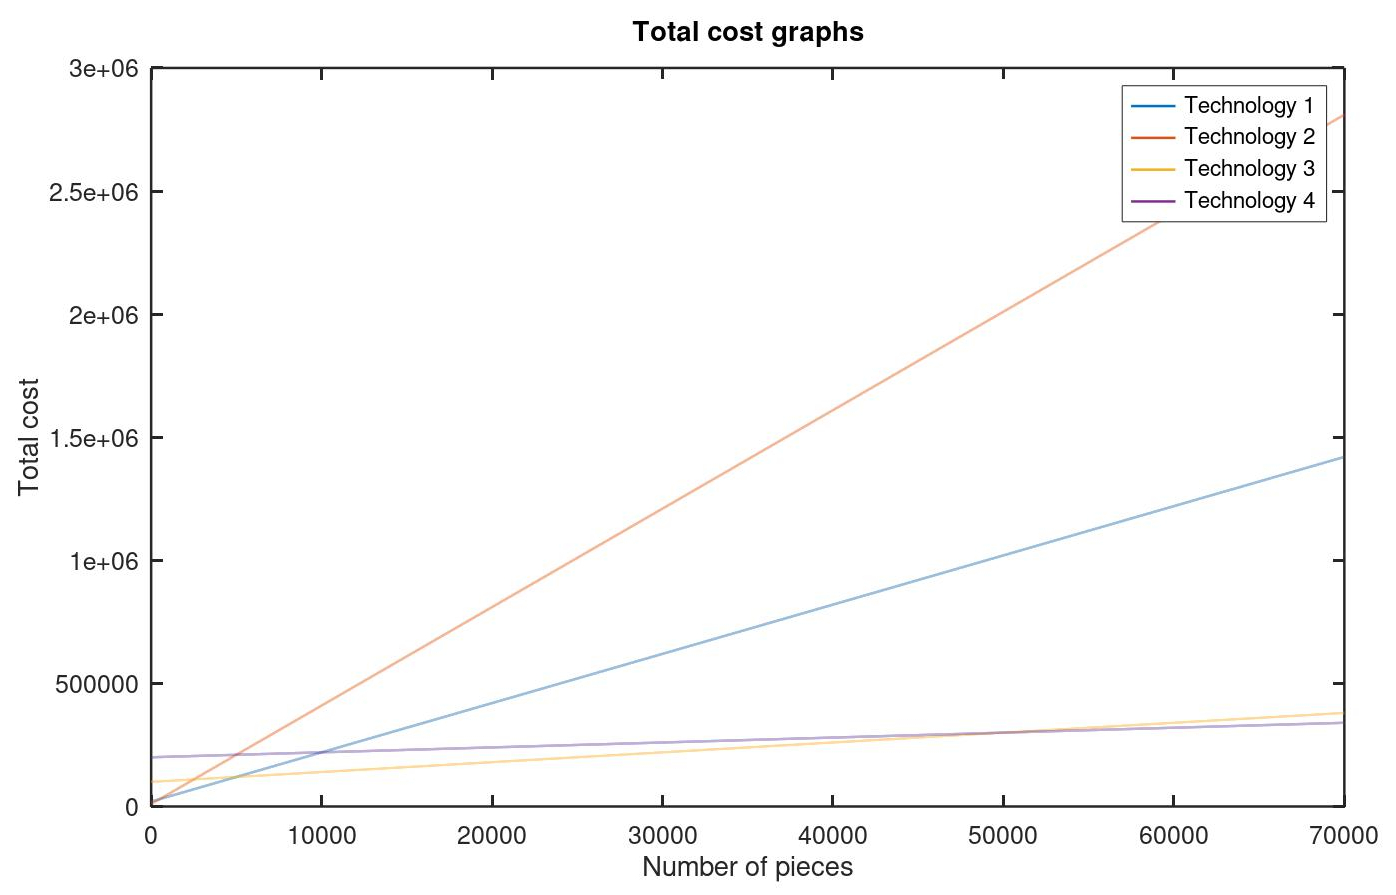 Total cost graphs
3e+06
2.5e+06
2e+06
1.5e+06
1e+06
500000
0
Total cost
Technology 1
Technology 2
Technology 3
Technology 4
0 10000 20000 30000 40000 50000 60000 70000
Number of pieces